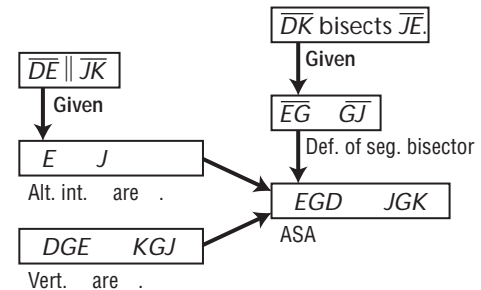 DK bisects JE.
DE || JK
Given
Given
EG GJ
Def. of seg. bisector
E J
Alt. int. are .
EGD JGK
ASA
DGE KGJ
Vert. are .